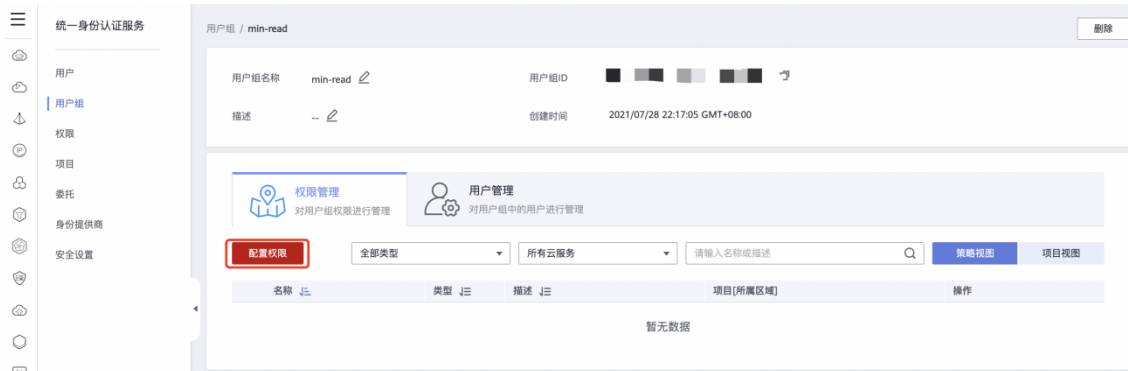 统一身份认证服务
用户
用户组
权限
项目
委托
身份提供商
安全设置
用户组 / min-read
删除
用户组名称 min-read
用户组ID
描述 --
创建时间 2021/07/28 22:17:05 GMT+08:00
权限管理
对用户组权限进行管理
用户管理
对用户组中的用户进行管理
配置权限 全部类型 所有云服务 请输入名称或描述 策略视图 项目视图
名称 类型 描述 项目[所属区域] 操作
暂无数据